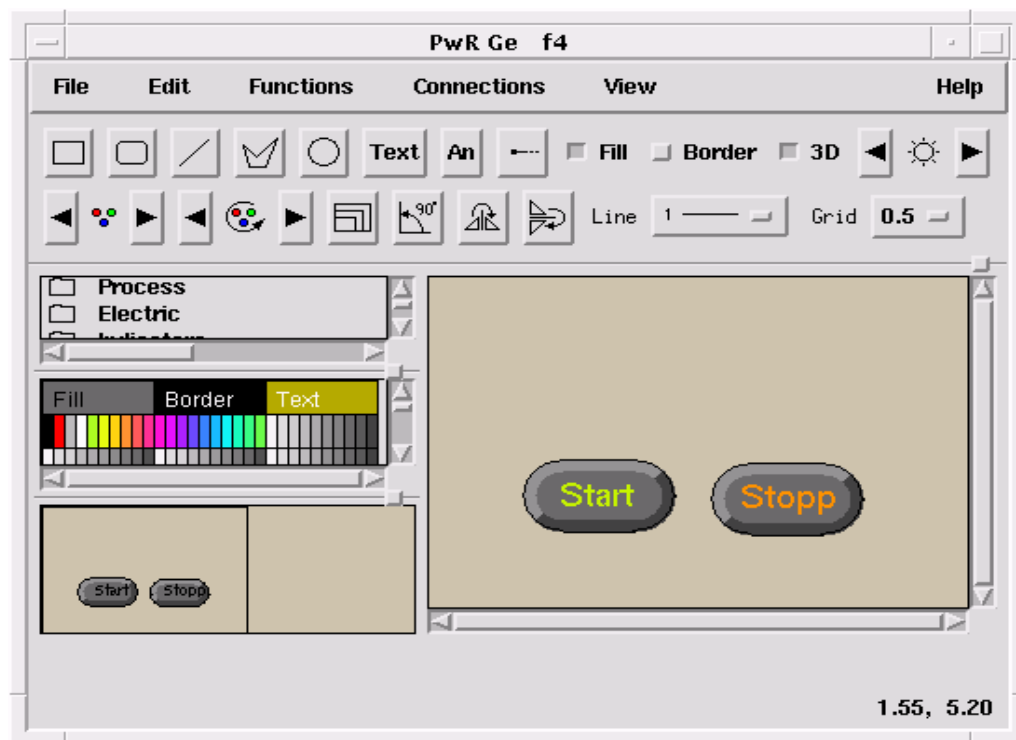 PwR Ge f4
File Edit Functions Connections View Help
Text An Fill Border 3D
90° Line 1 Grid 0.5
Process
Electric
Fill Border Text
Start Stopp
Start Stopp
1.55, 5.20